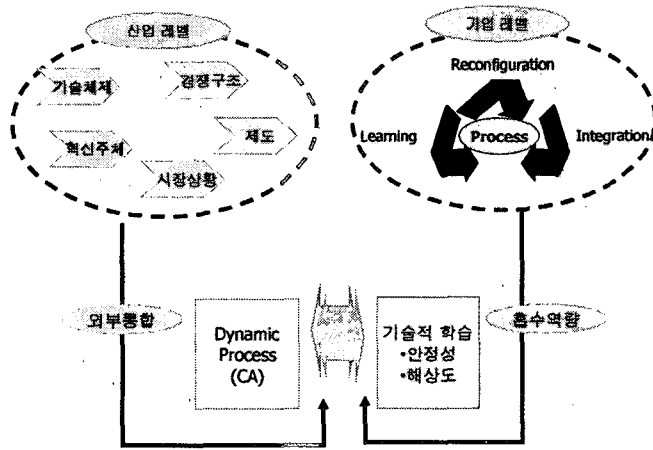 산업 레벨
기업 레벨
기술체제
경쟁구조
제도
혁신주체
시장상황
Reconfiguration
Learning
Process
Integration
외부통합
흡수역량
Dynamic
Process
(CA)
기술적 학습
•안정성
•해상도